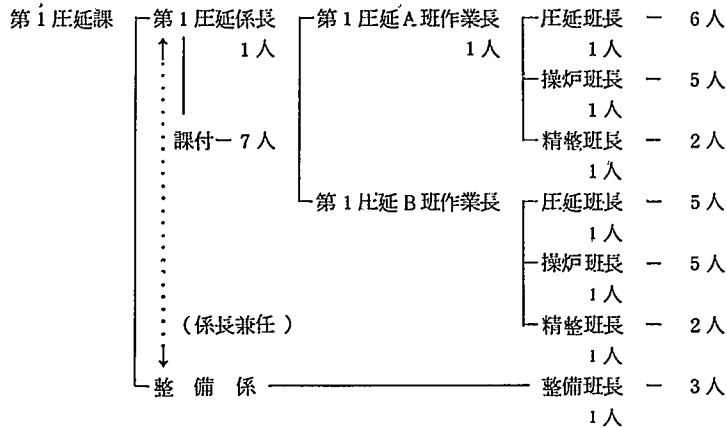 第1圧延課 第1圧延係長 第1圧延A班作業長 圧延班長 － 6人
1人 1人 1人
操炉班長 － 5人
1人
課付－7人 精整班長 － 2人
1人
第1圧延B班作業長 圧延班長 － 5人
1人
操炉班長 － 5人
1人
(係長兼任) 精整班長 － 2人
1人
整備係 整備班長 － 3人
1人